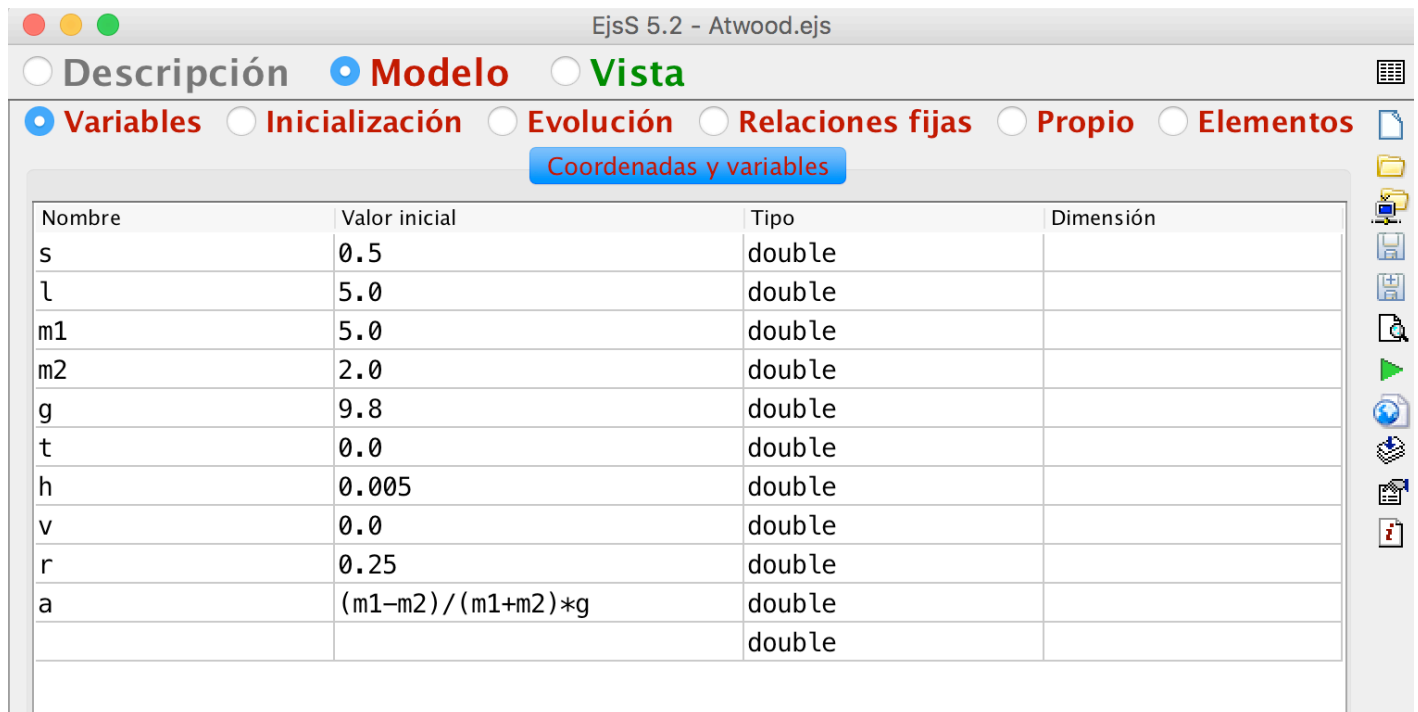 EjsS 5.2 - Atwood.ejs
Descripción Modelo Vista
Variables Inicialización Evolución Relaciones fijas Propio Elementos
Coordenadas y variables
Nombre Valor inicial Tipo Dimensión
s 0.5 double
l 5.0 double
m1 5.0 double
m2 2.0 double
g 9.8 double
t 0.0 double
h 0.005 double
v 0.0 double
r 0.25 double
a (m1-m2)/(m1+m2)*g double
double